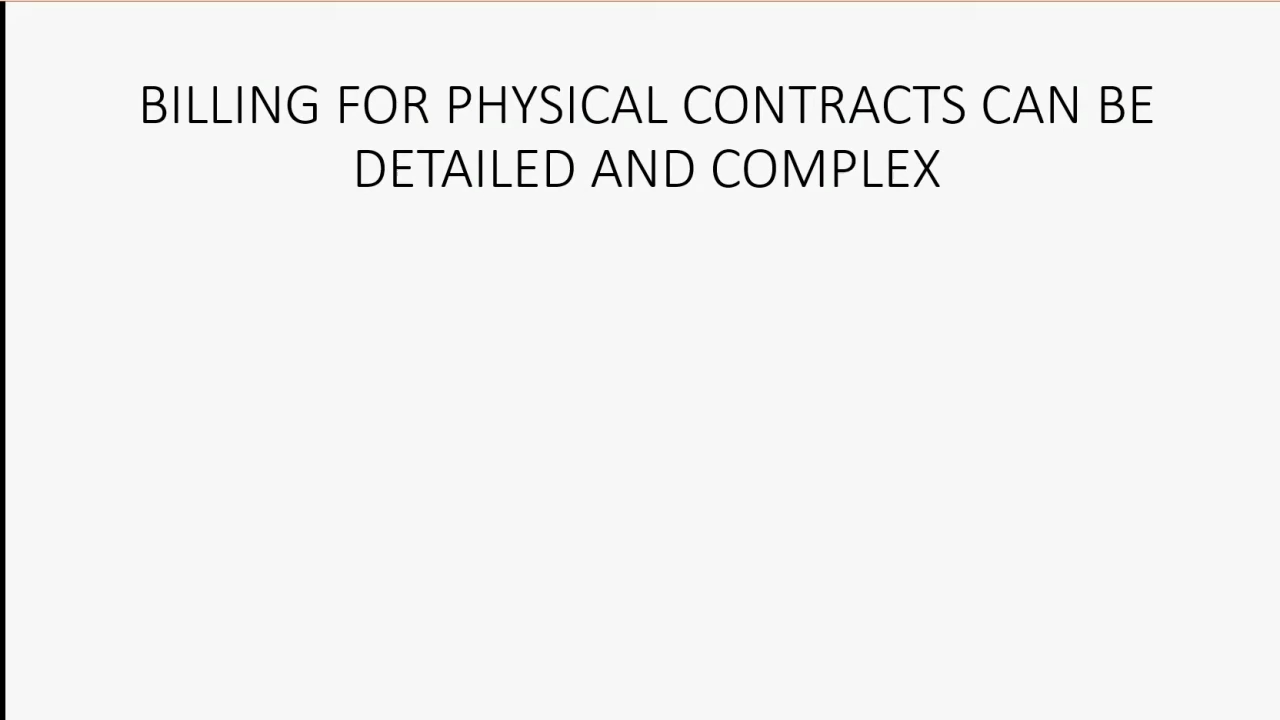 BILLING FOR PHYSICAL CONTRACTS CAN BE
DETAILED AND COMPLEX